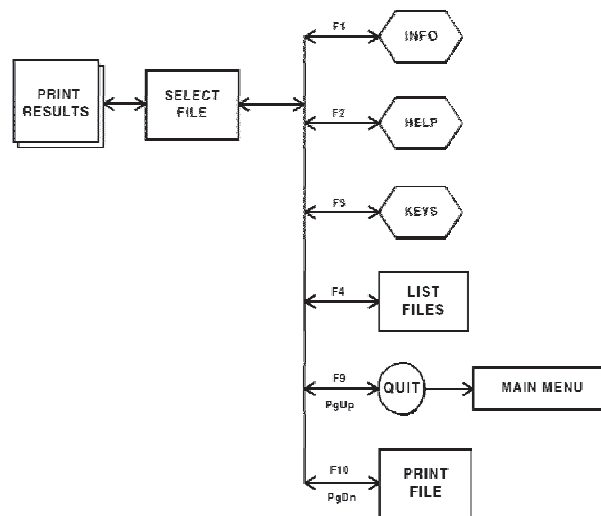 F1
INFO
PRINT
RESULTS
SELECT
FILE
F2
HELP
F3
KEYS
F4
LIST
FILES
F9
PgUp
QUIT
MAIN MENU
F10
PgDn
PRINT
FILE